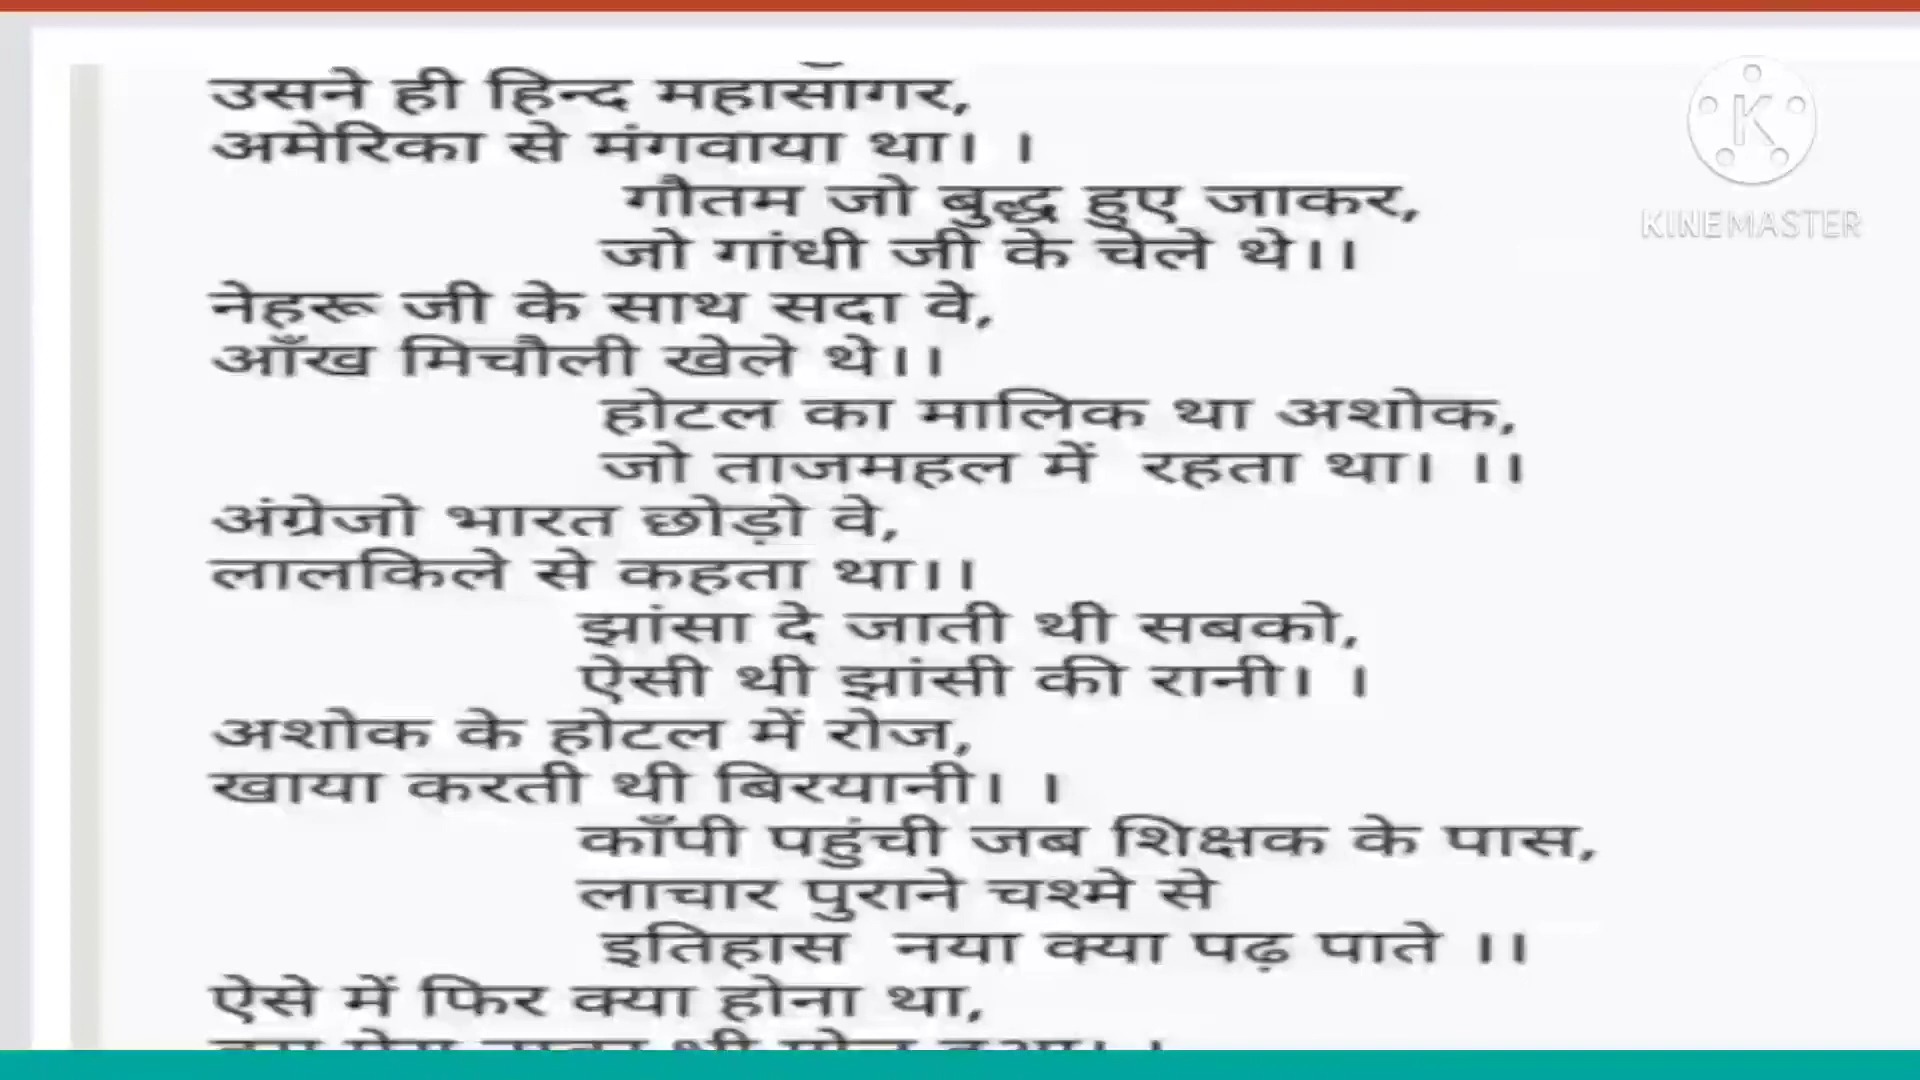 उसने ही हिन्द महासागर,
अमेरिका से मंगवाया था। ।
गौतम जो बुद्ध हुए जाकर,
जो गांधी जी के चेले थे।।
नेहरू जी के साथ सदा वे,
आँख मिचौली खेले थे।।
होटल का मालिक था अशोक,
जो ताजमहल में रहता था। ।।
अंग्रेजो भारत छोड़ो वे,
लालकिले से कहता था।।
झांसा दे जाती थी सबको,
ऐसी थी झांसी की रानी। ।
अशोक के होटल में रोज,
खाया करती थी बिरयानी। ।
काँपी पहुंची जब शिक्षक के पास,
लाचार पुराने चश्मे से
इतिहास नया क्या पढ़ पाते ।।
ऐसे में फिर क्या होना था,
KINEMASTER